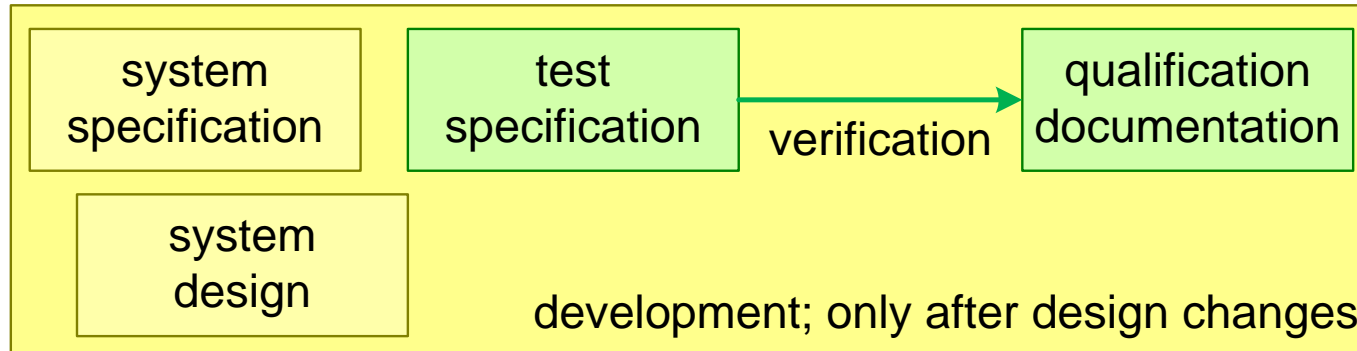 system
specification
test
specification
verification
qualification
documentation
system
design
development; only after design changes